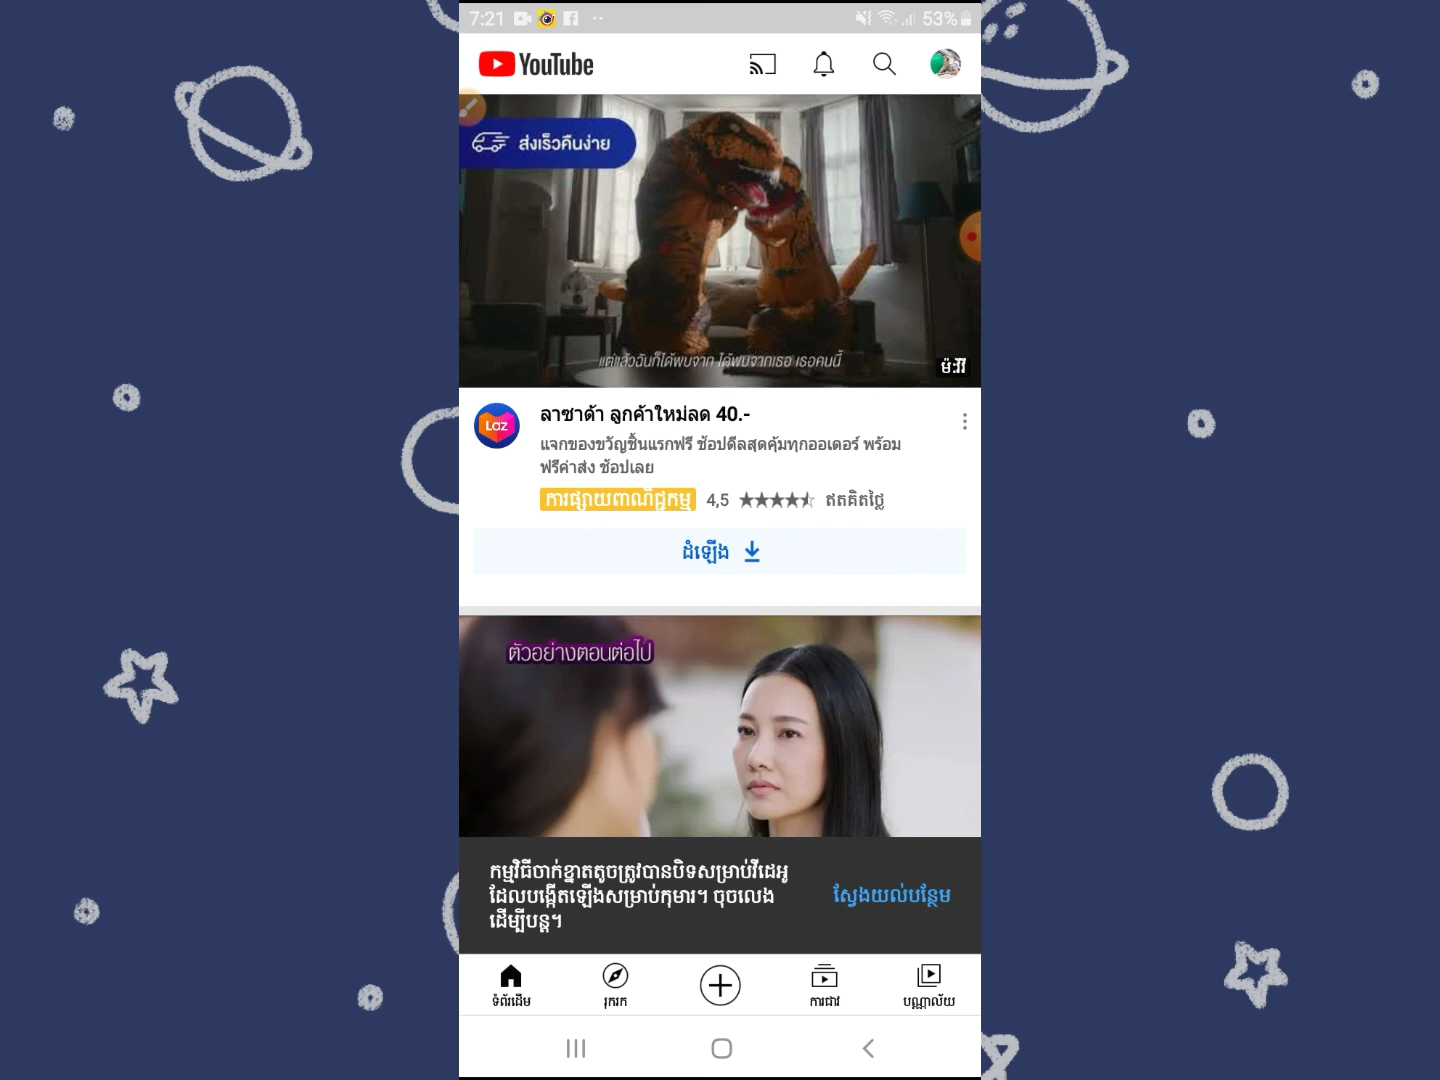 7:21
53%
YouTube
ส่งเร็วคืนง่าย
แต่แล้วฉันก็ได้พบจาก ได้พบจากเธอ เธอคนนี้
Laz
ลาซาด้า ลูกค้าใหม่ลด 40.-
แจกของขวัญชิ้นแรกฟรี ช้อปดีลสุดคุ้มทุกออเดอร์ พร้อม
ฟรีค่าส่ง ช้อปเลย
ការផ្សាយពាណិជ្ជកម្ម 4,5 ឥតគិតថ្លៃ
ដំឡើង
ตัวอย่างตอนต่อไป
កម្មវិធីចាក់ខ្នាតតូចត្រូវបានបិទសម្រាប់វីដេអូ
ដែលបង្កើតឡើងសម្រាប់កុមារ។ ចុចលេង
ដើម្បីបន្ត។
ស្វែងយល់បន្ថែម
ទំព័រដើម
រុករក
ការជាវ
បណ្ណាល័យ